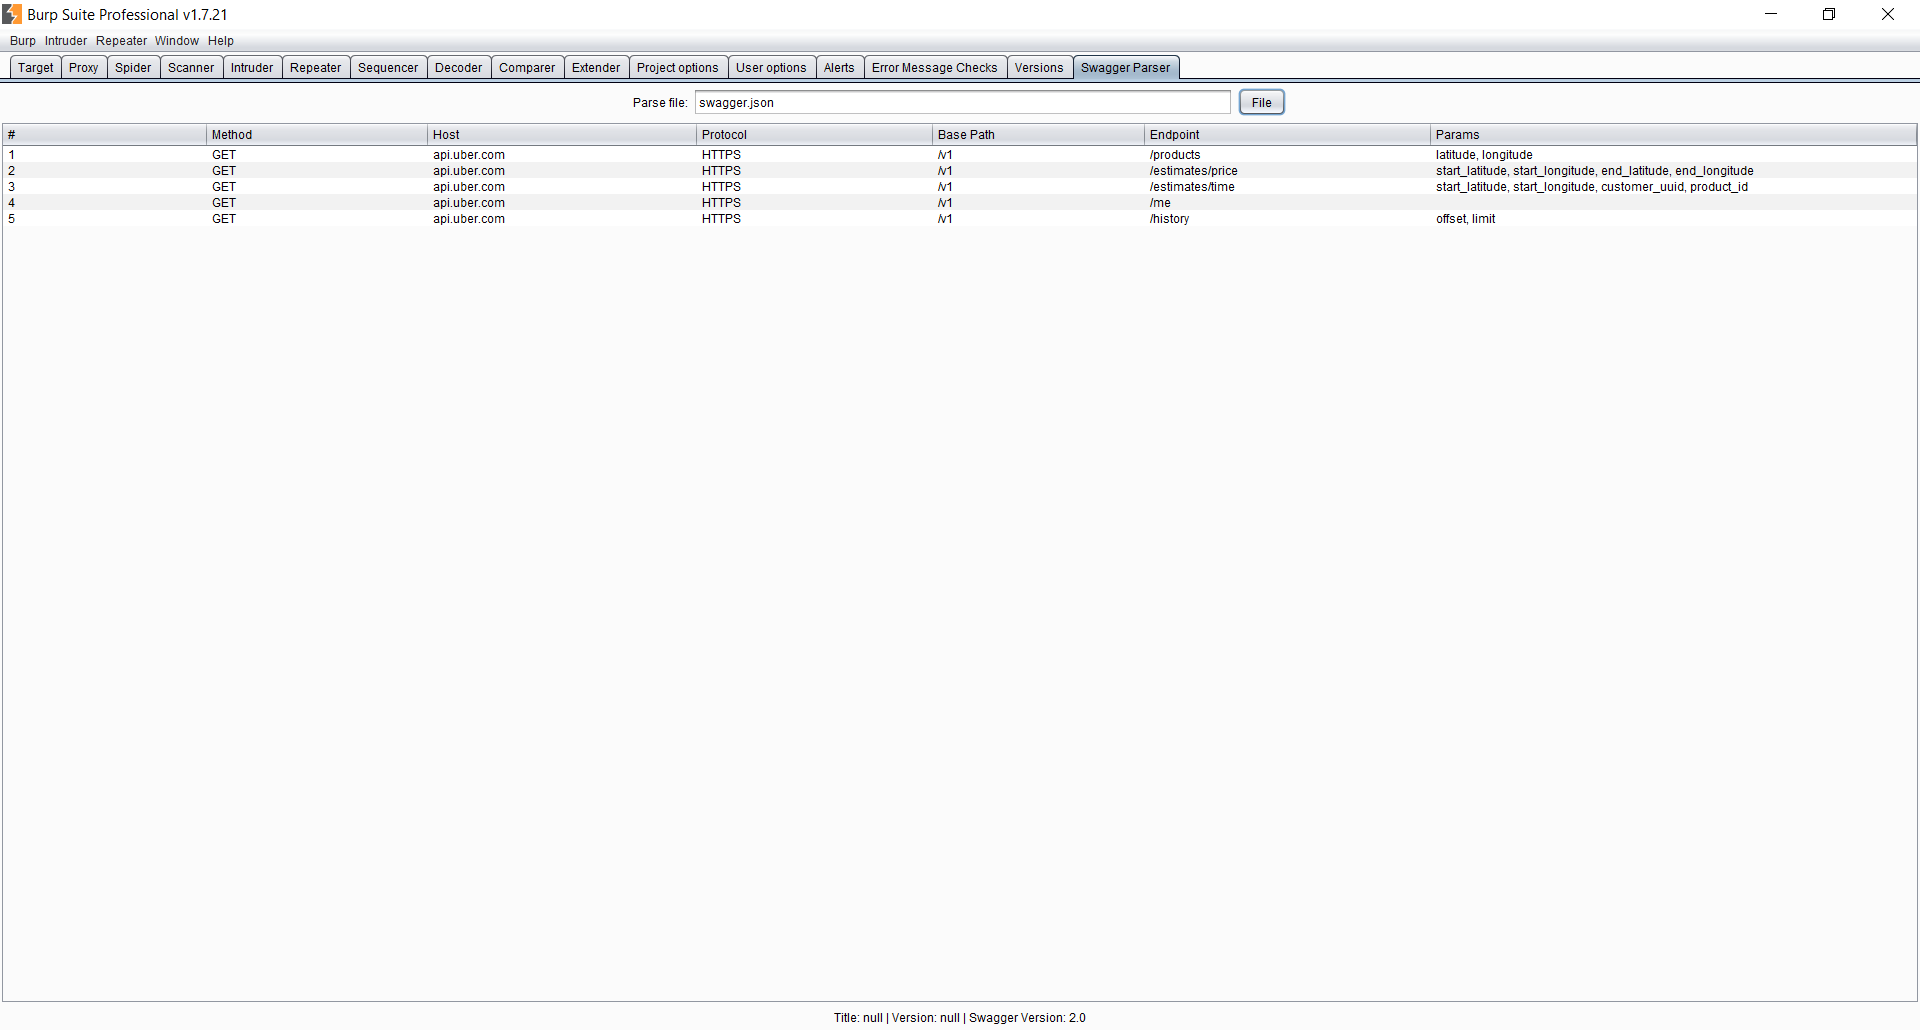 Burp Suite Professional v1.7.21
Burp Intruder Repeater Window Help
Target Proxy Spider Scanner Intruder Repeater Sequencer Decoder Comparer Extender Project options User options Alerts Error Message Checks Versions Swagger Parser
Parse file: swagger.json File
# Method Host Protocol Base Path Endpoint Params
1 GET api.uber.com HTTPS /v1 /products latitude, longitude
2 GET api.uber.com HTTPS /v1 /estimates/price start_latitude, start_longitude, end_latitude, end_longitude
3 GET api.uber.com HTTPS /v1 /estimates/time start_latitude, start_longitude, customer_uuid, product_id
4 GET api.uber.com HTTPS /v1 /me
5 GET api.uber.com HTTPS /v1 /history offset, limit
Title: null | Version: null | Swagger Version: 2.0